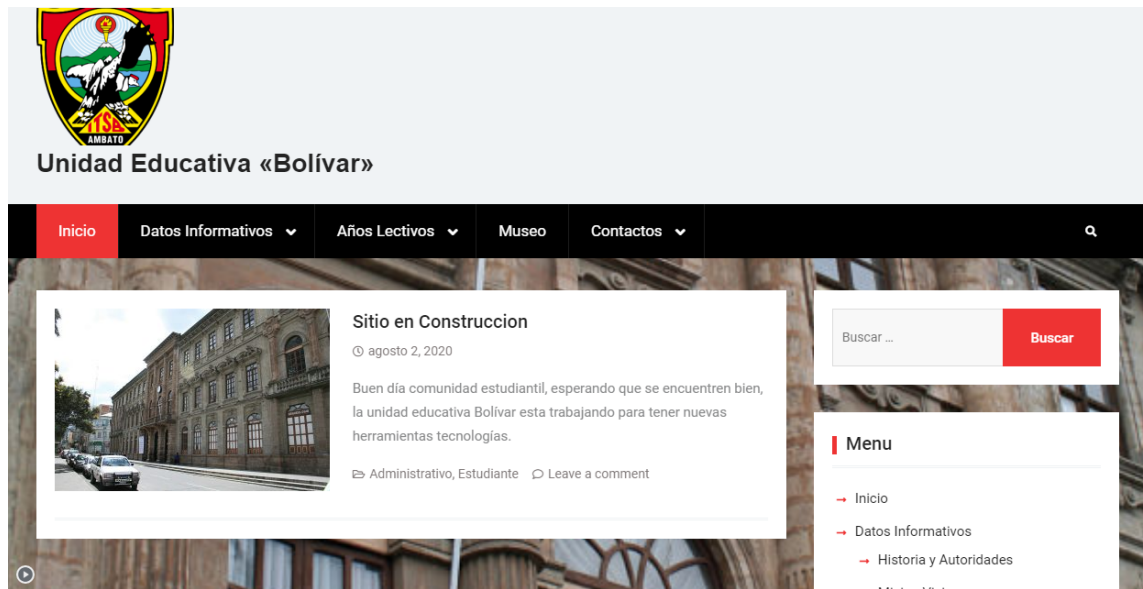 ITSB
AMBATO
Unidad Educativa «Bolívar»
Inicio
Datos Informativos
Años Lectivos
Museo
Contactos
Sitio en Construccion
agosto 2, 2020
Buen día comunidad estudiantil, esperando que se encuentren bien,
la unidad educativa Bolívar esta trabajando para tener nuevas
herramientas tecnologías.
Administrativo, Estudiante Leave a comment
Buscar …
Buscar
Menu
Inicio
Datos Informativos
Historia y Autoridades